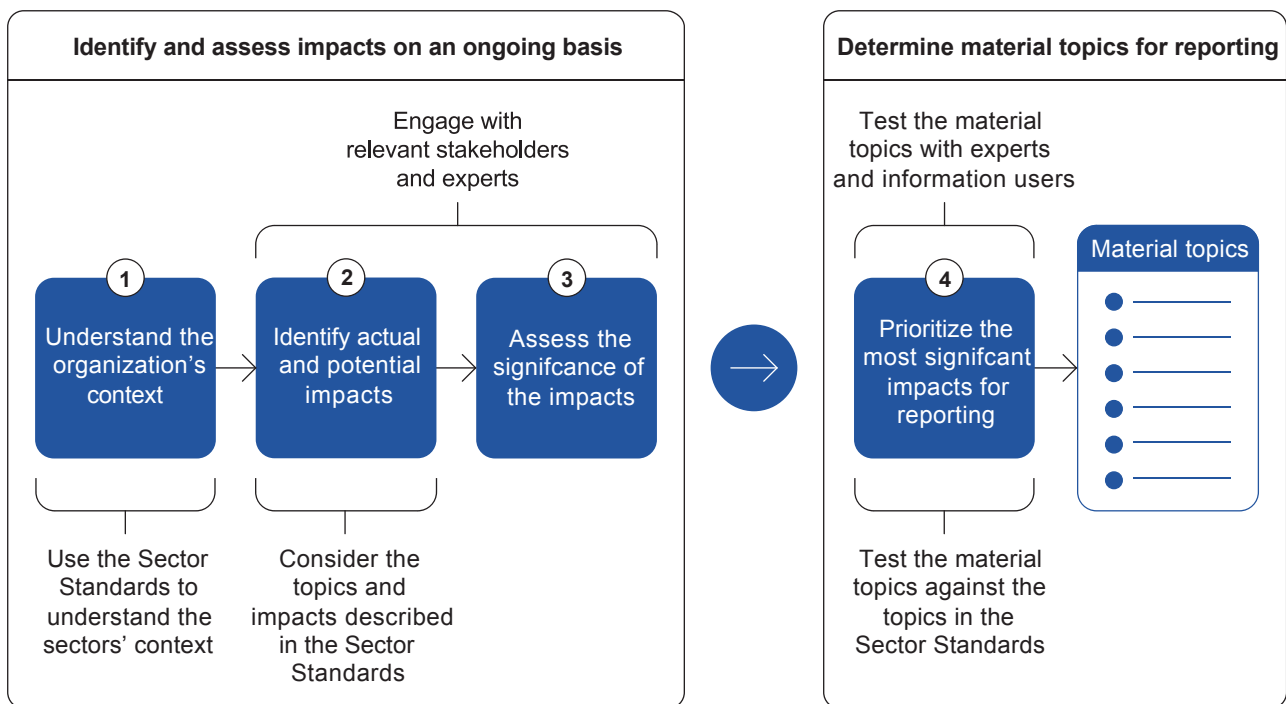 Identify and assess impacts on an ongoing basis
Engage with
relevant stakeholders
and experts
1
Understand the
organization's
context
2
Identify actual
and potential
impacts
3
Assess the
signifcance of
the impacts
Use the Sector
Standards to
understand the
sectors' context
Consider the
topics and
impacts described
in the Sector
Standards
Determine material topics for reporting
Test the material
topics with experts
and information users
4
Prioritize the
most signifcant
impacts for
reporting
Material topics
Test the material
topics against the
topics in the
Sector Standards